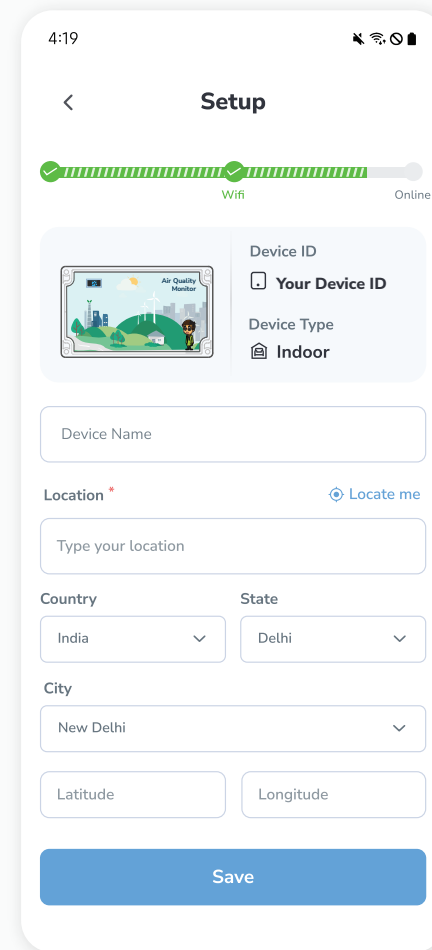 4:19
Setup
Wifi
Online
Air Quality
Monitor
Device ID
Your Device ID
Device Type
Indoor
Device Name
Location *
Locate me
Type your location
Country
State
India
Delhi
City
New Delhi
Latitude
Longitude
Save